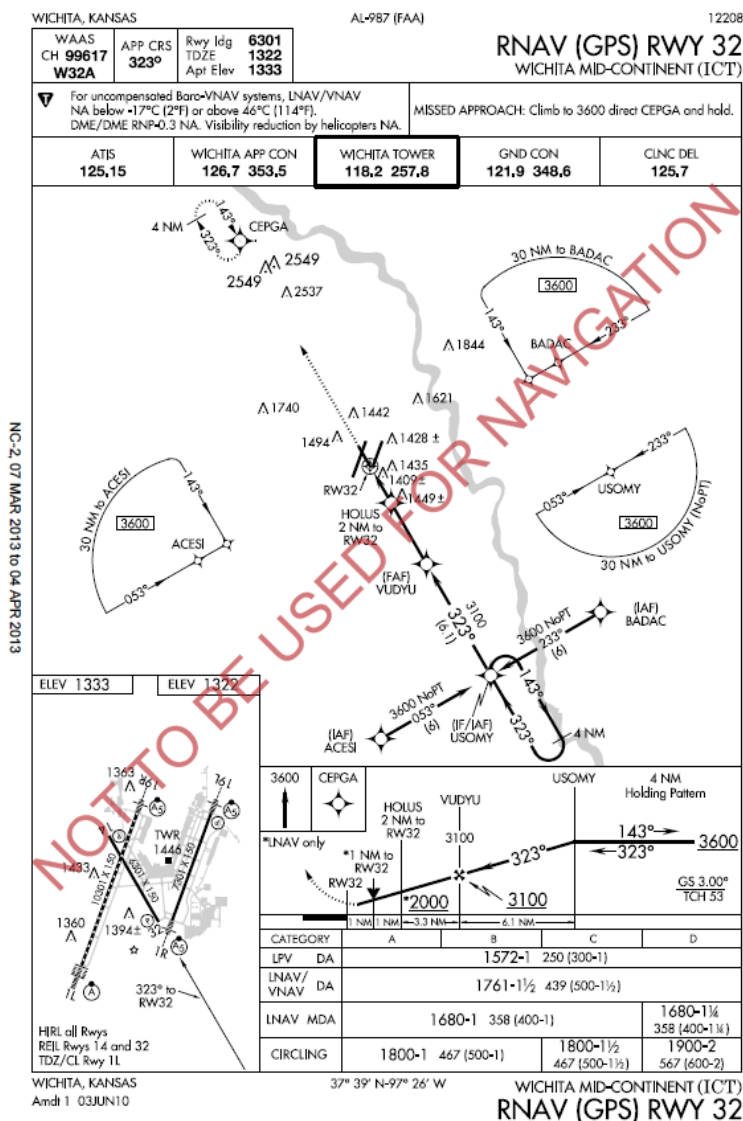 WICHITA, KANSAS
AL-987 (FAA)
12208
WAAS
CH 99617
W32A
APP CRS
323°
Rwy ldg 6301
TDZE 1322
Apt Elev 1333
RNAV (GPS) RWY 32
WICHITA MID-CONTINENT (ICT)
T
For uncompensated Baro-VNAV systems, LNAV/VNAV
NA below -17°C (2°F) or above 46°C (114°F).
DME/DME RNP-0.3 NA. Visibility reduction by helicopters NA.
MISSED APPROACH: Climb to 3600 direct CEPGA and hold.
ATIS
125.15
WICHITA APP CON
126.7 353.5
WICHITA TOWER
118.2 257.8
GND CON
121.9 348.6
CLNC DEL
125.7
NOT TO BE USED FOR NAVIGATION
NC-2, 07 MAR 2013 to 04 APR 2013
4 NM
143°
323°
CEPGA
2549
2549
2537
30 NM to BADAC
3600
143°
233°
BADAC
1844
1621
1740
1442
1494
1428 ±
1435
1409±
1449 ±
RW32
HOLUS
2 NM to
RW32
30 NM to ACESI
3600
143°
ACESI
053°
233°
053°
USOMY
3600
30 NM to USOMY (NoPT)
(FAF)
VUDYU
3100
323°
(6.1)
(IAF)
BADAC
3600 NoPT
233°
(6)
143°
323°
4 NM
(IF/IAF)
USOMY
3600 NoPT
053°
(6)
(IAF)
ACESI
ELEV 1333
ELEV 1322
1363
19R
19L
A5
TWR
1446
1433
10301 X 150
6301 X 150
7301 X 150
1360
1394±
32
1R
A5
1L
A
323° to
RW32
HIRL all Rwys
REIL Rwys 14 and 32
TDZ/CL Rwy 1L
3600
CEPGA
*LNAV only
HOLUS
2 NM to
RW32
VUDYU
USOMY
4 NM
Holding Pattern
*1 NM to
RW32
RW32
3100
323°
143°
323°
3600
*2000
3100
GS 3.00°
TCH 53
1 NM
1 NM
3.3 NM
6.1 NM
CATEGORY A B C D
LPV DA 1572-1 250 (300-1)
LNAV/
VNAV DA 1761-1½ 439 (500-1½)
LNAV MDA 1680-1 358 (400-1)
1680-1¼
358 (400-1¼)
CIRCLING 1800-1 467 (500-1)
1800-1½
467 (500-1½)
1900-2
567 (600-2)
WICHITA, KANSAS
Amdt 1 03JUN10
37° 39' N-97° 26' W
WICHITA MID-CONTINENT (ICT)
RNAV (GPS) RWY 32